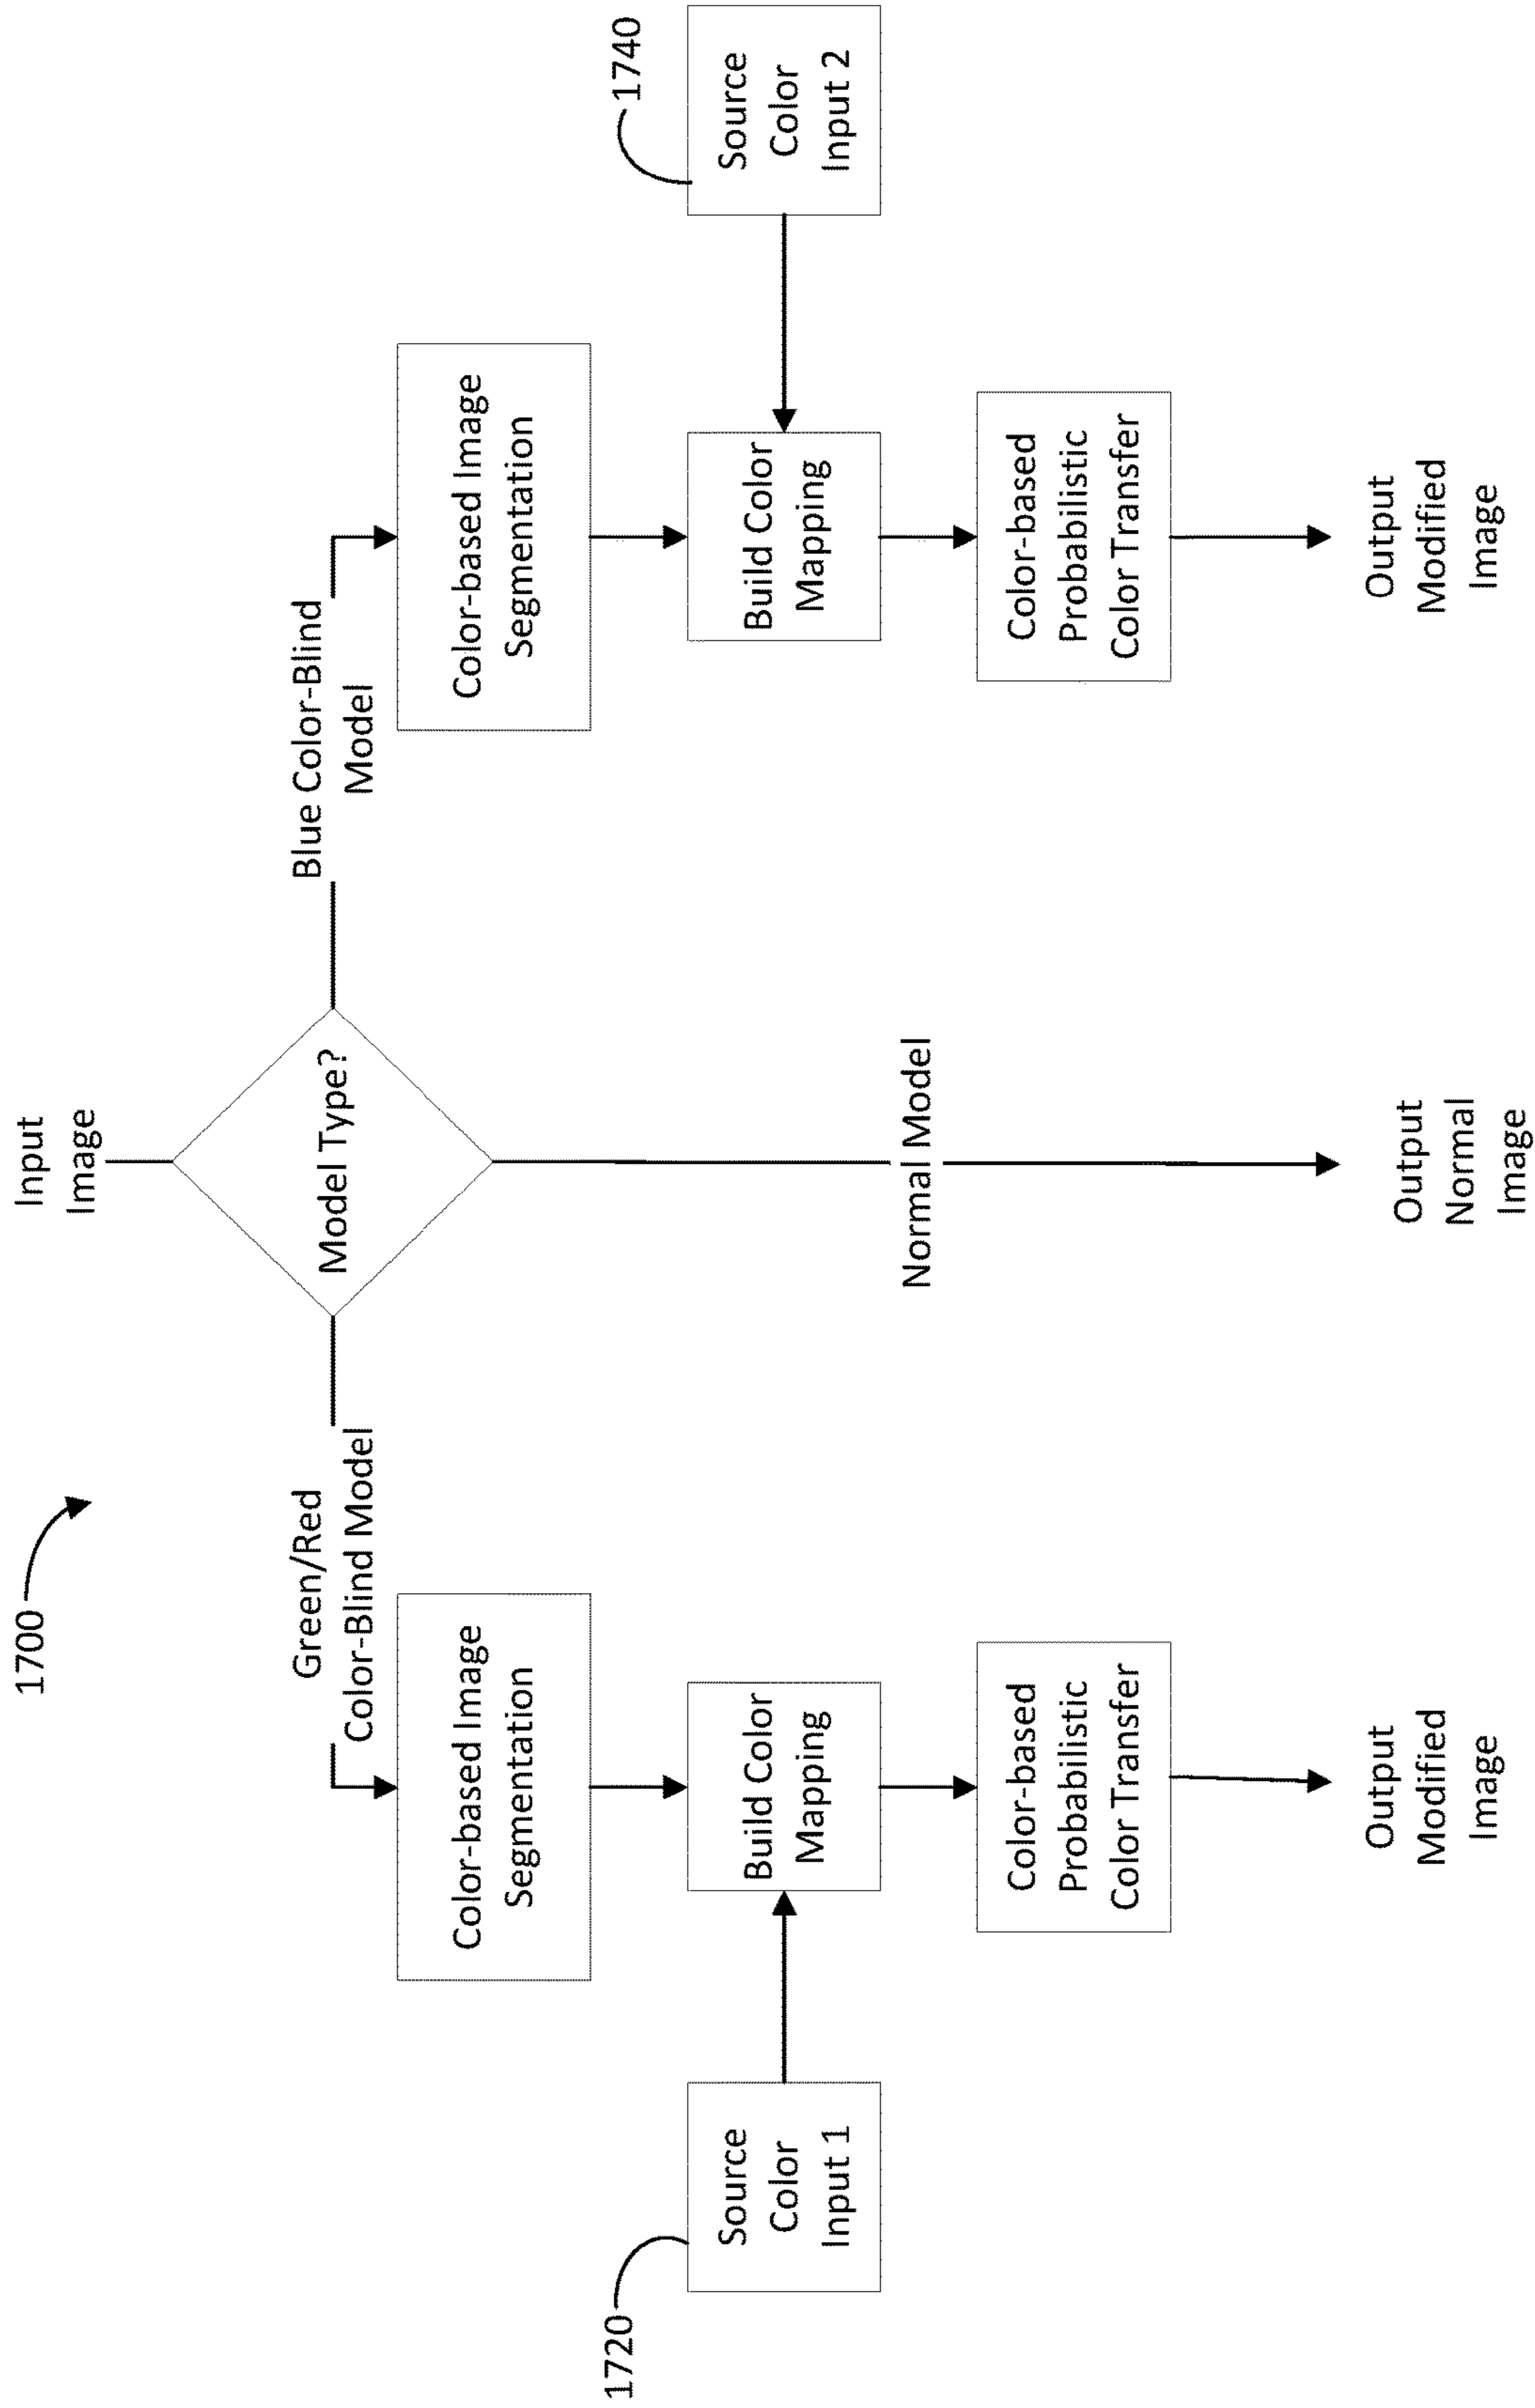 1700
Input
Image
Model Type?
Green/Red
Color-Blind Model
Blue Color-Blind
Model
Color-based Image
Segmentation
Color-based Image
Segmentation
1720
Source
Color
Input 1
Build Color
Mapping
Build Color
Mapping
1740
Source
Color
Input 2
Normal Model
Color-based
Probabilistic
Color Transfer
Color-based
Probabilistic
Color Transfer
Output
Modified
Image
Output
Normal
Image
Output
Modified
Image